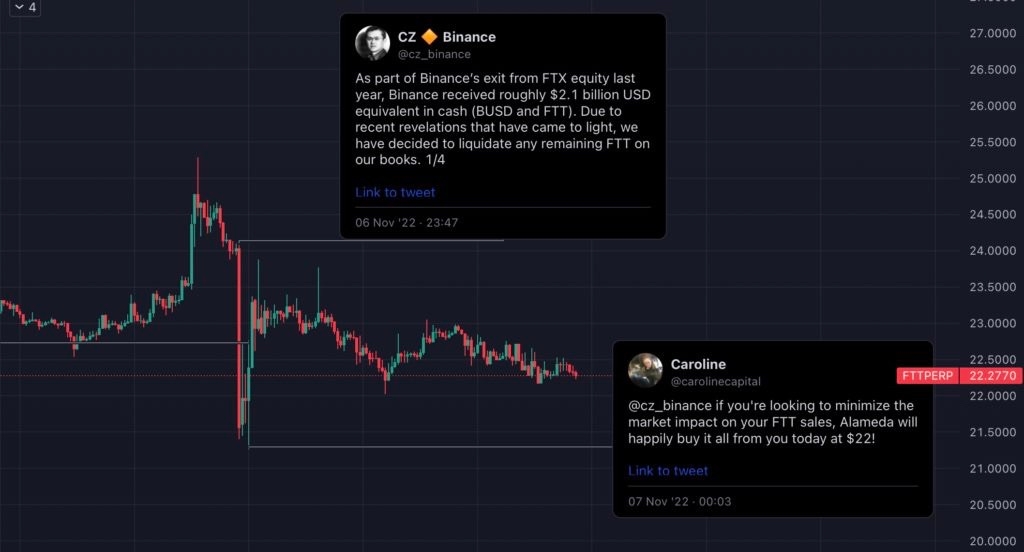 4
CZ 🔶 Binance
@cz_binance
As part of Binance's exit from FTX equity last
year, Binance received roughly $2.1 billion USD
equivalent in cash (BUSD and FTT). Due to
recent revelations that have came to light, we
have decided to liquidate any remaining FTT on
our books. 1/4
Link to tweet
06 Nov '22 · 23:47
Caroline
@carolinecapital
@cz_binance if you're looking to minimize the
market impact on your FTT sales, Alameda will
happily buy it all from you today at $22!
Link to tweet
07 Nov '22 · 00:03
27.0000
26.5000
26.0000
25.5000
25.0000
24.5000
24.0000
23.5000
23.0000
22.5000
FTTPERP 22.2770
22.0000
21.5000
21.0000
20.5000
20.0000